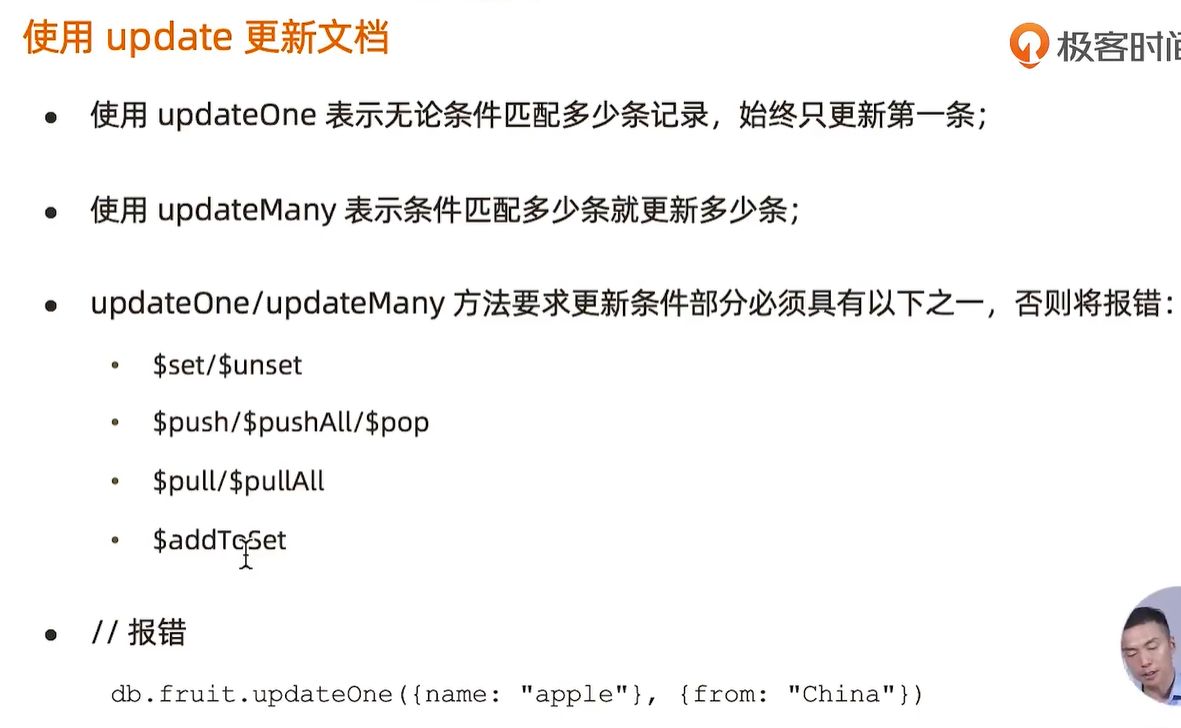 使用 update 更新文档
极客时间
使用 updateOne 表示无论条件匹配多少条记录，始终只更新第一条；
使用 updateMany 表示条件匹配多少条就更新多少条；
updateOne/updateMany 方法要求更新条件部分必须具有以下之一，否则将报错：
$set/$unset
$push/$pushAll/$pop
$pull/$pullAll
$addToSet
// 报错
db.fruit.updateOne({name: "apple"}, {from: "China"})